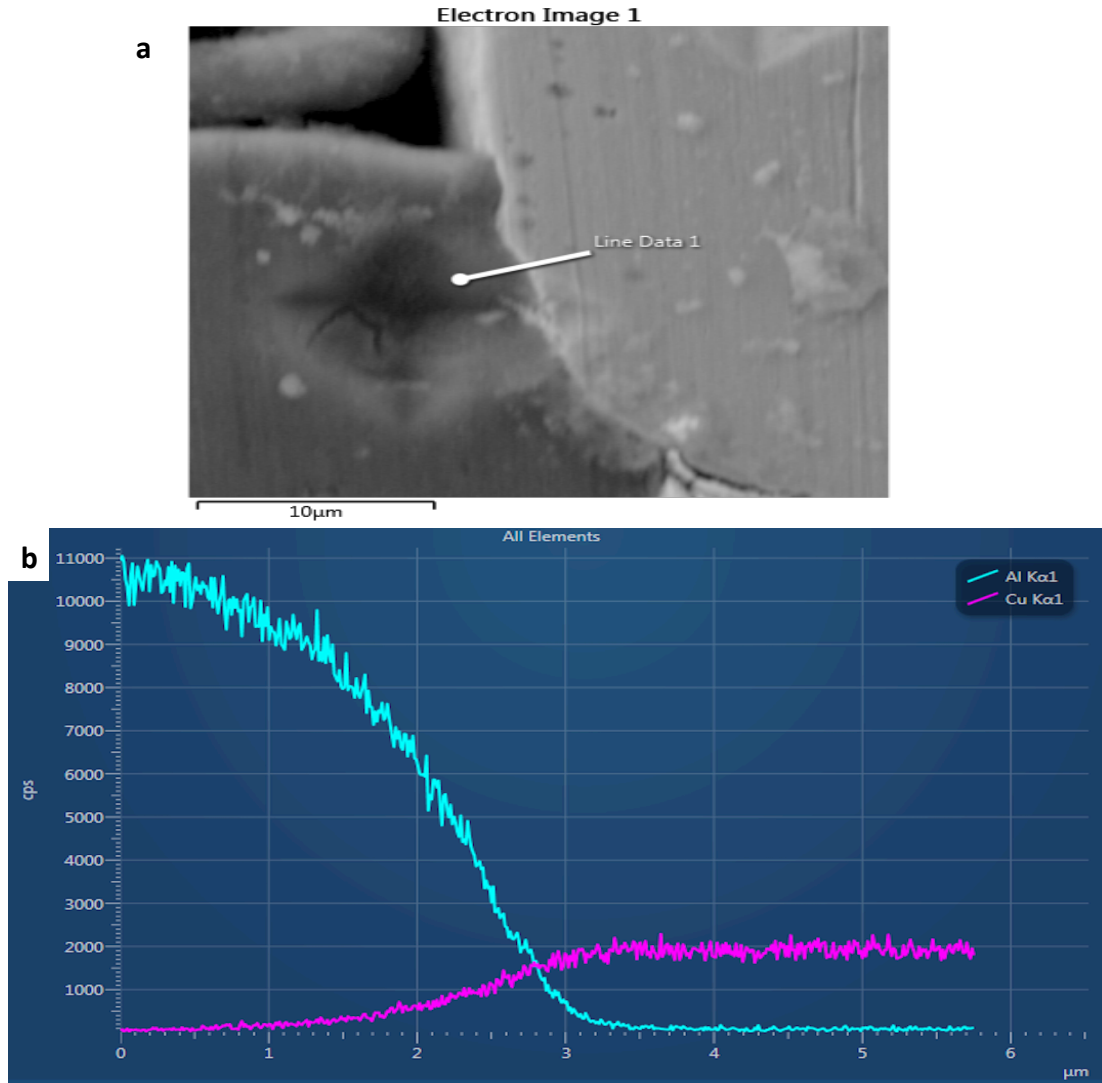 Electron Image 1
a
Line Data 1
10μm
b
All Elements
Al Kα1
Cu Kα1
11000
10000
9000
8000
7000
6000
5000
4000
3000
2000
1000
cps
0 1 2 3 4 5 6
μm